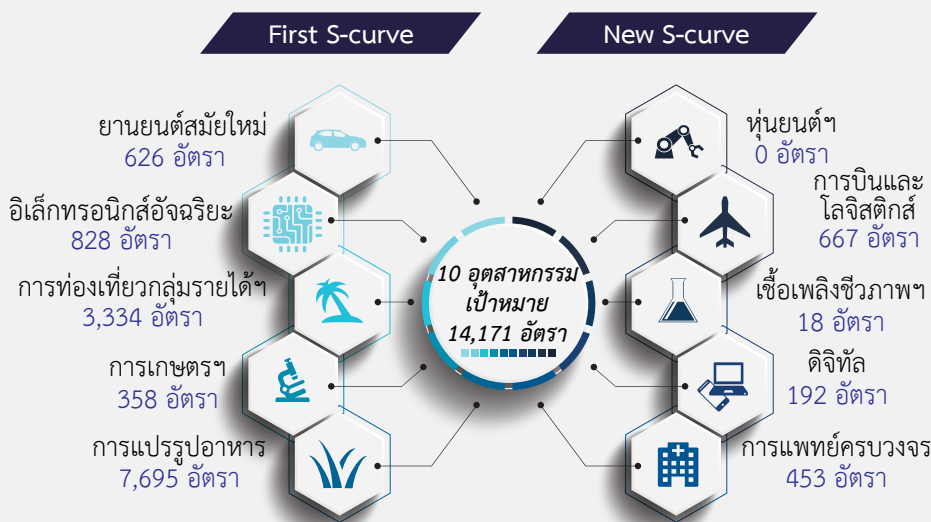 First S-curve
New S-curve
ยานยนต์สมัยใหม่
626 อัตรา
อิเล็กทรอนิกส์อัจฉริยะ
828 อัตรา
การท่องเที่ยวกลุ่มรายได้ฯ
3,334 อัตรา
การเกษตรฯ
358 อัตรา
การแปรรูปอาหาร
7,695 อัตรา
10 อุตสาหกรรม
เป้าหมาย
14,171 อัตรา
หุ่นยนต์ฯ
0 อัตรา
การบินและ
โลจิสติกส์
667 อัตรา
เชื้อเพลิงชีวภาพฯ
18 อัตรา
ดิจิทัล
192 อัตรา
การแพทย์ครบวงจร
453 อัตรา